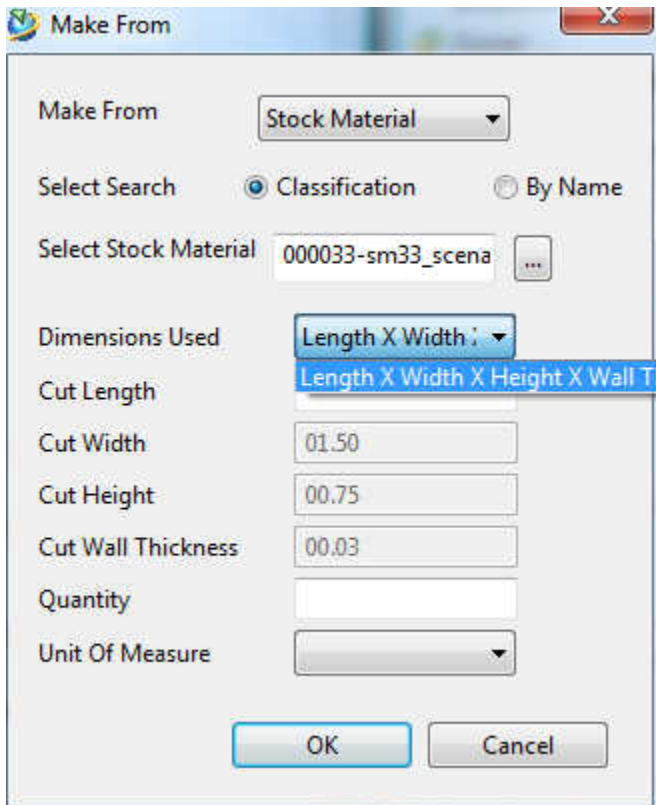 Make From
Make From Stock Material
Select Search Classification By Name
Select Stock Material 000033-sm33_scena ...
Dimensions Used Length X Width
Length X Width X Height X Wall T
Cut Length
Cut Width 01.50
Cut Height 00.75
Cut Wall Thickness 00.03
Quantity
Unit Of Measure
OK Cancel